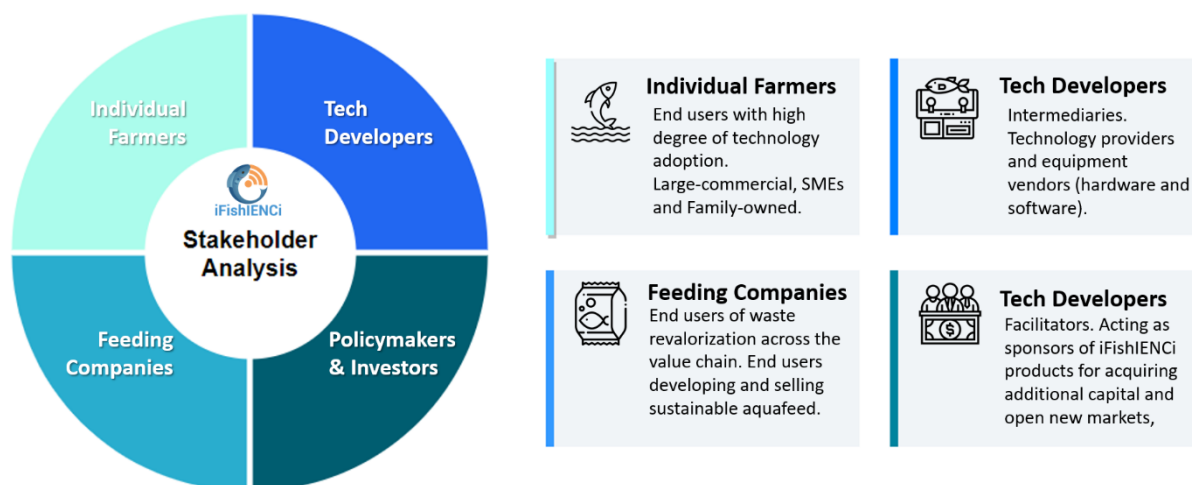 Individual
Farmers
Tech
Developers
iFishIENCi
Stakeholder
Analysis
Feeding
Companies
Policymakers
& Investors
Individual Farmers
End users with high
degree of technology
adoption.
Large-commercial, SMEs
and Family-owned.
Tech Developers
Intermediaries.
Technology providers
and equipment
vendors (hardware and
software).
Feeding Companies
End users of waste
revalorization across the
value chain. End users
developing and selling
sustainable aquafeed.
Tech Developers
Facilitators. Acting as
sponsors of iFishIENCi
products for acquiring
additional capital and
open new markets,